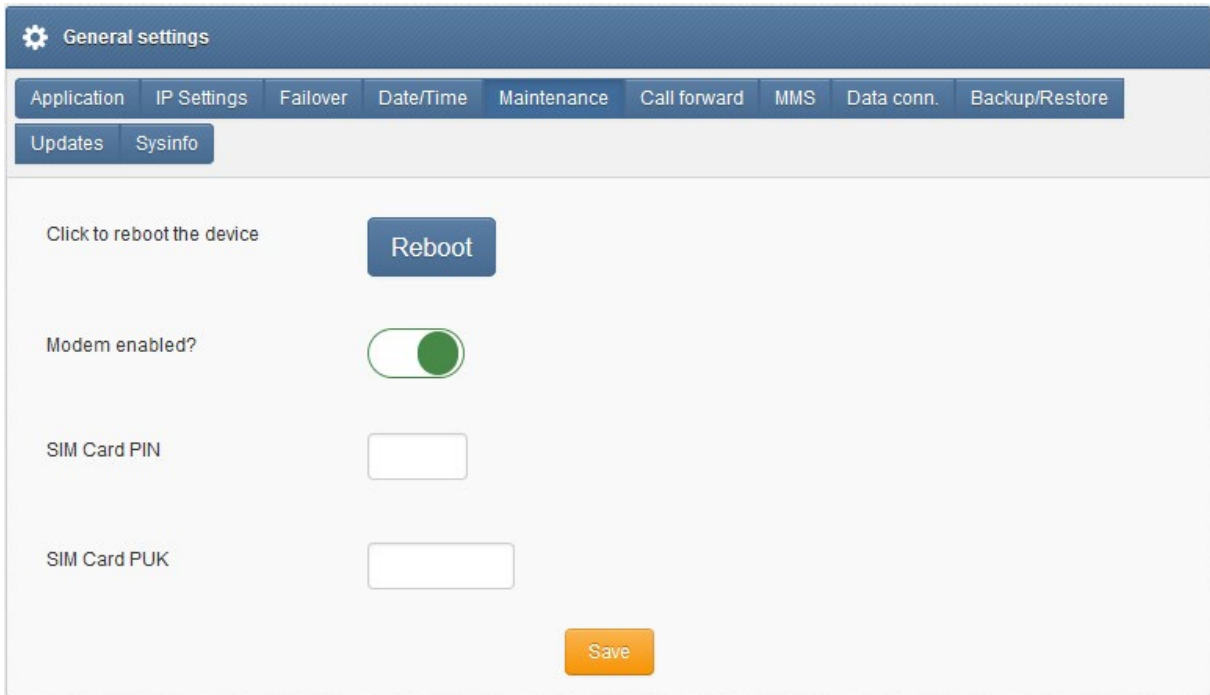 General settings
Application IP Settings Failover Date/Time Maintenance Call forward MMS Data conn. Backup/Restore
Updates Sysinfo
Click to reboot the device Reboot
Modem enabled?
SIM Card PIN
SIM Card PUK
Save